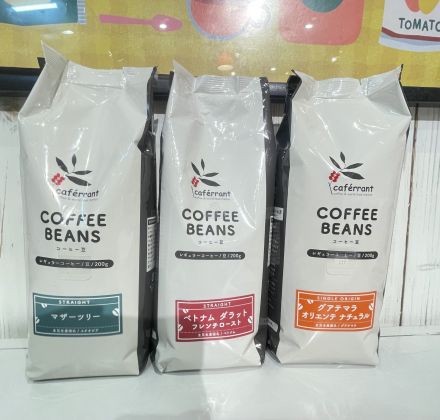 TOMATO
caférrant
COFFEE
BEANS
コーヒー豆
レギュラーコーヒー/豆/200g
STRAIGHT
マザーツリー
caférrant
COFFEE
BEANS
コーヒー豆
レギュラーコーヒー/豆/200g
STRAIGHT
ベトナム ダラット
フレンチロースト
caférrant
COFFEE
BEANS
コーヒー豆
レギュラーコーヒー/豆/200g
SINGLE ORIGIN
グアテマラ
オリエンテ ナチュラル